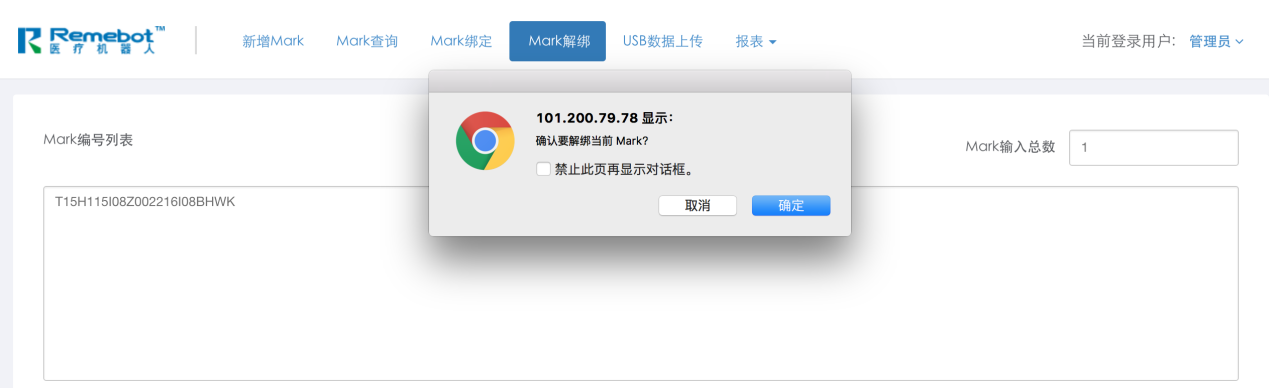 Remebot™
医疗机器人
新增Mark
Mark查询
Mark绑定
Mark解绑
USB数据上传
报表
当前登录用户: 管理员
101.200.79.78 显示:
确认要解绑当前 Mark?
禁止此页再显示对话框。
取消
确定
Mark编号列表
Mark输入总数
1
T15H115I08Z002216I08BHWK